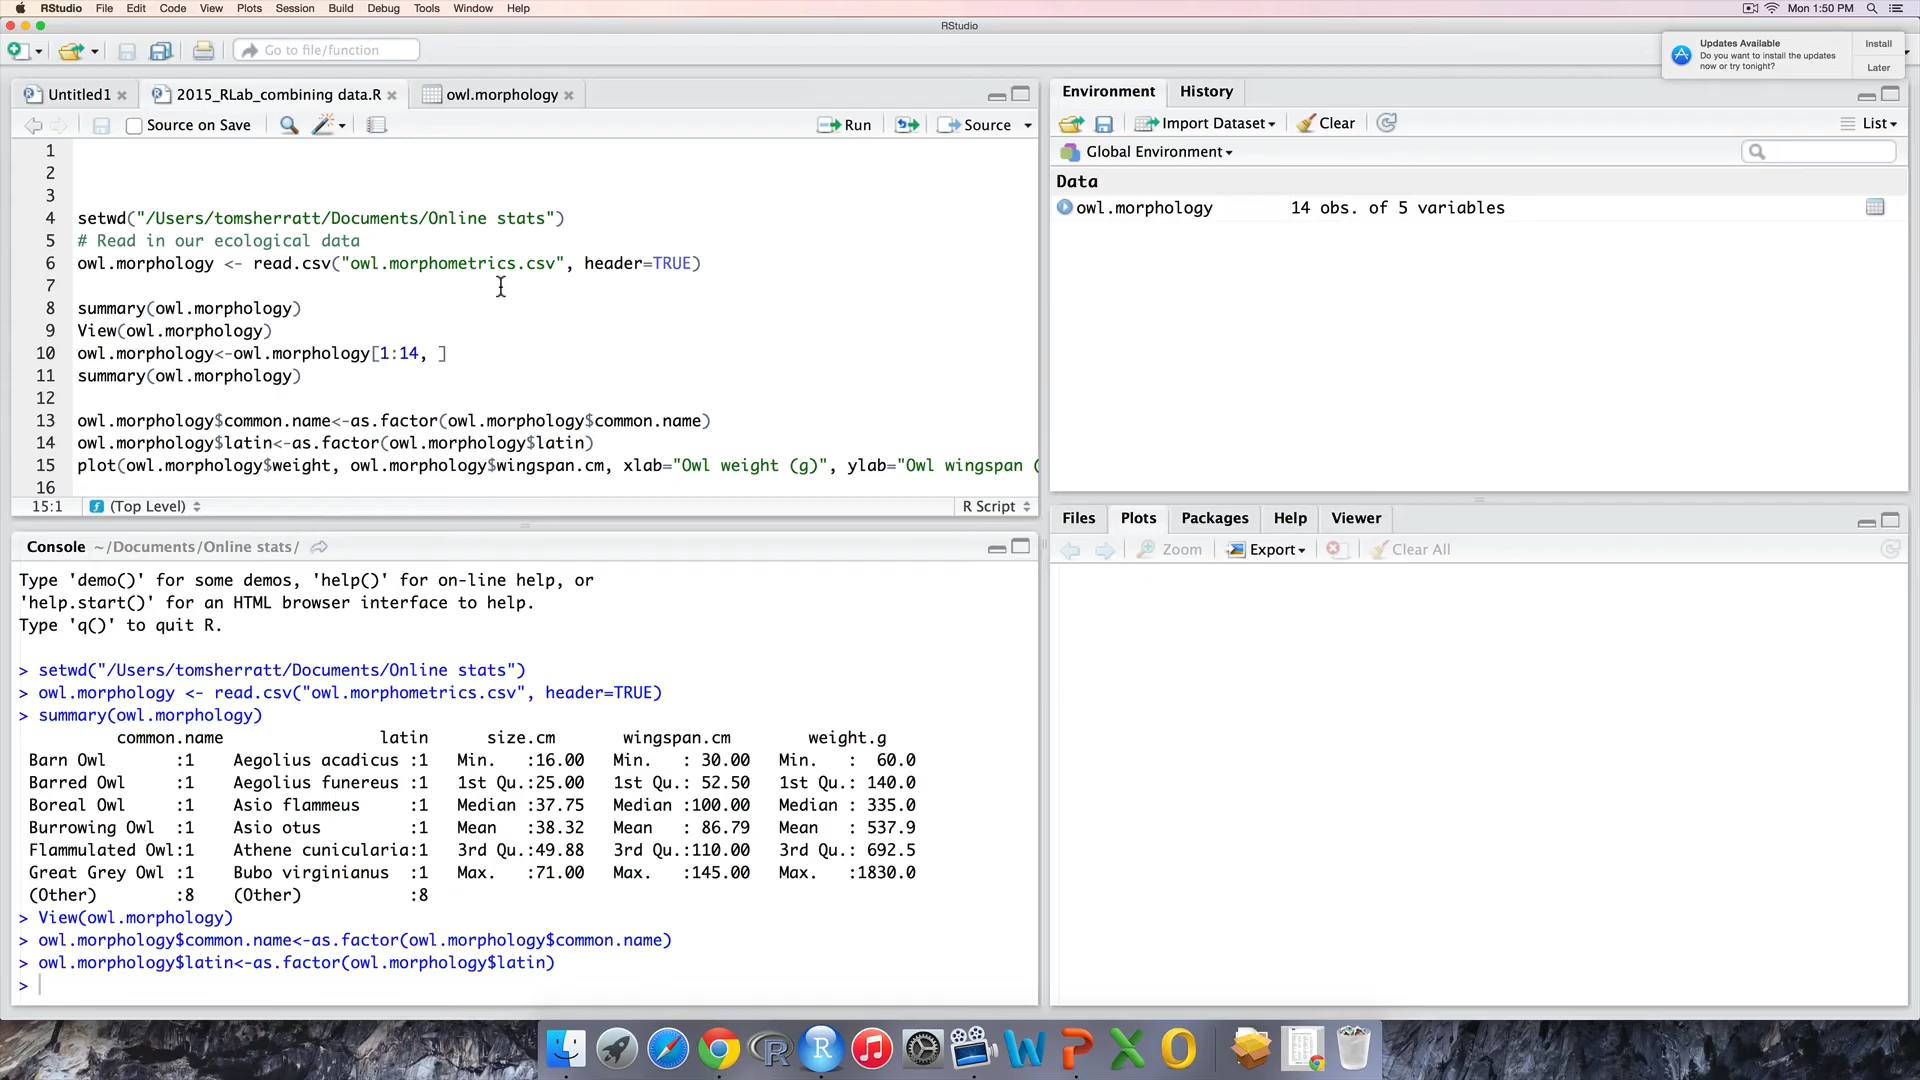 RStudio File Edit Code View Plots Session Build Debug Tools Window Help Mon 1:50 PM
RStudio
Go to file/function
Updates Available
Do you want to install the updates
now or try tonight?
Install
Later
Untitled1 2015_RLab_combining data.R owl.morphology
Source on Save Run Source
1
2
3
4 setwd("/Users/tomsherratt/Documents/Online stats")
5 # Read in our ecological data
6 owl.morphology <- read.csv("owl.morphometrics.csv", header=TRUE)
7
8 summary(owl.morphology)
9 View(owl.morphology)
10 owl.morphology<-owl.morphology[1:14, ]
11 summary(owl.morphology)
12
13 owl.morphology$common.name<-as.factor(owl.morphology$common.name)
14 owl.morphology$latin<-as.factor(owl.morphology$latin)
15 plot(owl.morphology$weight, owl.morphology$wingspan.cm, xlab="Owl weight (g)", ylab="Owl wingspan (
16
15:1 (Top Level) R Script
Console ~/Documents/Online stats/
Type 'demo()' for some demos, 'help()' for on-line help, or
'help.start()' for an HTML browser interface to help.
Type 'q()' to quit R.
> setwd("/Users/tomsherratt/Documents/Online stats")
> owl.morphology <- read.csv("owl.morphometrics.csv", header=TRUE)
> summary(owl.morphology)
common.name latin size.cm wingspan.cm weight.g
Barn Owl :1 Aegolius acadicus :1 Min. :16.00 Min. : 30.00 Min. : 60.0
Barred Owl :1 Aegolius funereus :1 1st Qu.:25.00 1st Qu.: 52.50 1st Qu.: 140.0
Boreal Owl :1 Asio flammeus :1 Median :37.75 Median :100.00 Median : 335.0
Burrowing Owl :1 Asio otus :1 Mean :38.32 Mean : 86.79 Mean : 537.9
Flammulated Owl:1 Athene cunicularia:1 3rd Qu.:49.88 3rd Qu.:110.00 3rd Qu.: 692.5
Great Grey Owl :1 Bubo virginianus :1 Max. :71.00 Max. :145.00 Max. :1830.0
(Other) :8 (Other) :8
> View(owl.morphology)
> owl.morphology$common.name<-as.factor(owl.morphology$common.name)
> owl.morphology$latin<-as.factor(owl.morphology$latin)
>
Environment History
Import Dataset Clear List
Global Environment
Data
owl.morphology 14 obs. of 5 variables
Files Plots Packages Help Viewer
Zoom Export Clear All